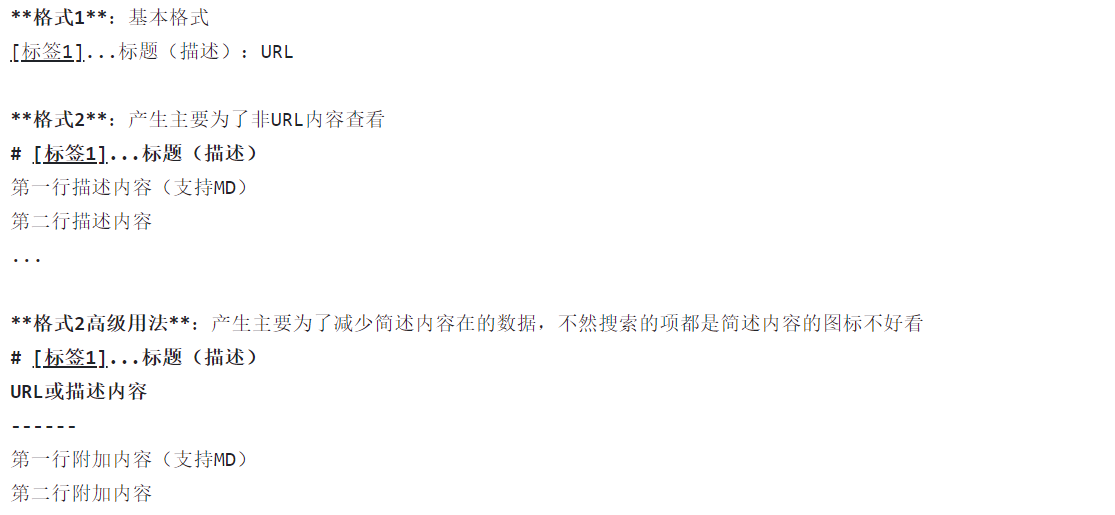 **格式1**: 基本格式
[标签1]...标题（描述）：URL
**格式2**: 产生主要为了非URL内容查看
# [标签1]...标题（描述）
第一行描述内容（支持MD）
第二行描述内容
...
**格式2高级用法**: 产生主要为了减少简述内容在的数据，不然搜索的项都是简述内容的图标不好看
# [标签1]...标题（描述）
URL或描述内容
------
第一行附加内容（支持MD）
第二行附加内容